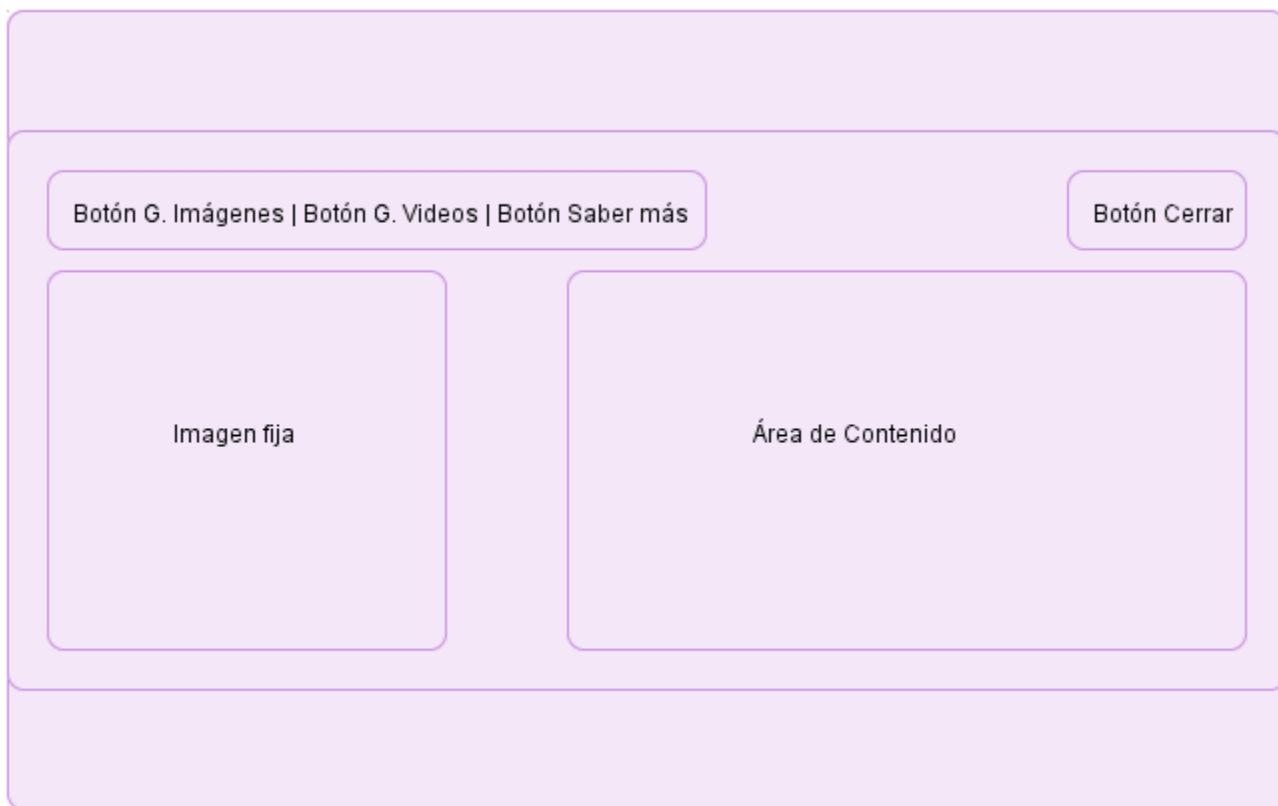 Botón G. Imágenes | Botón G. Videos | Botón Saber más
Botón Cerrar
Imagen fija
Área de Contenido